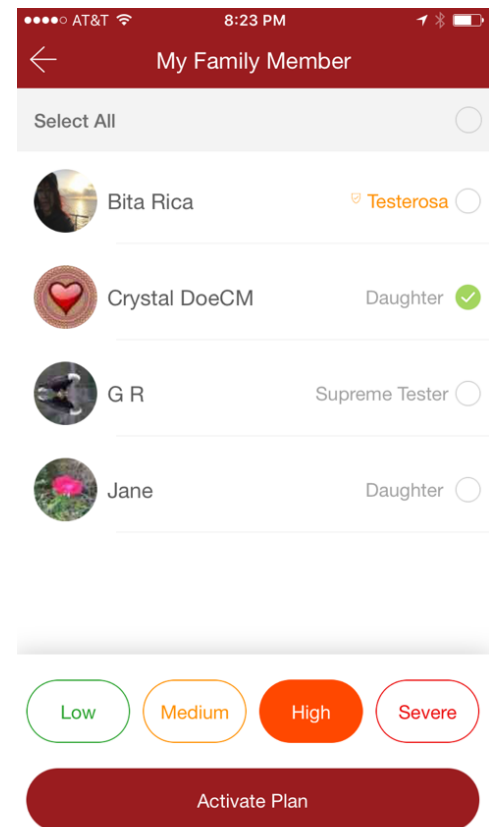 AT&T 8:23 PM
My Family Member
Select All
Bita Rica Testerosa
Crystal DoeCM Daughter
G R Supreme Tester
Jane Daughter
Low Medium High Severe
Activate Plan